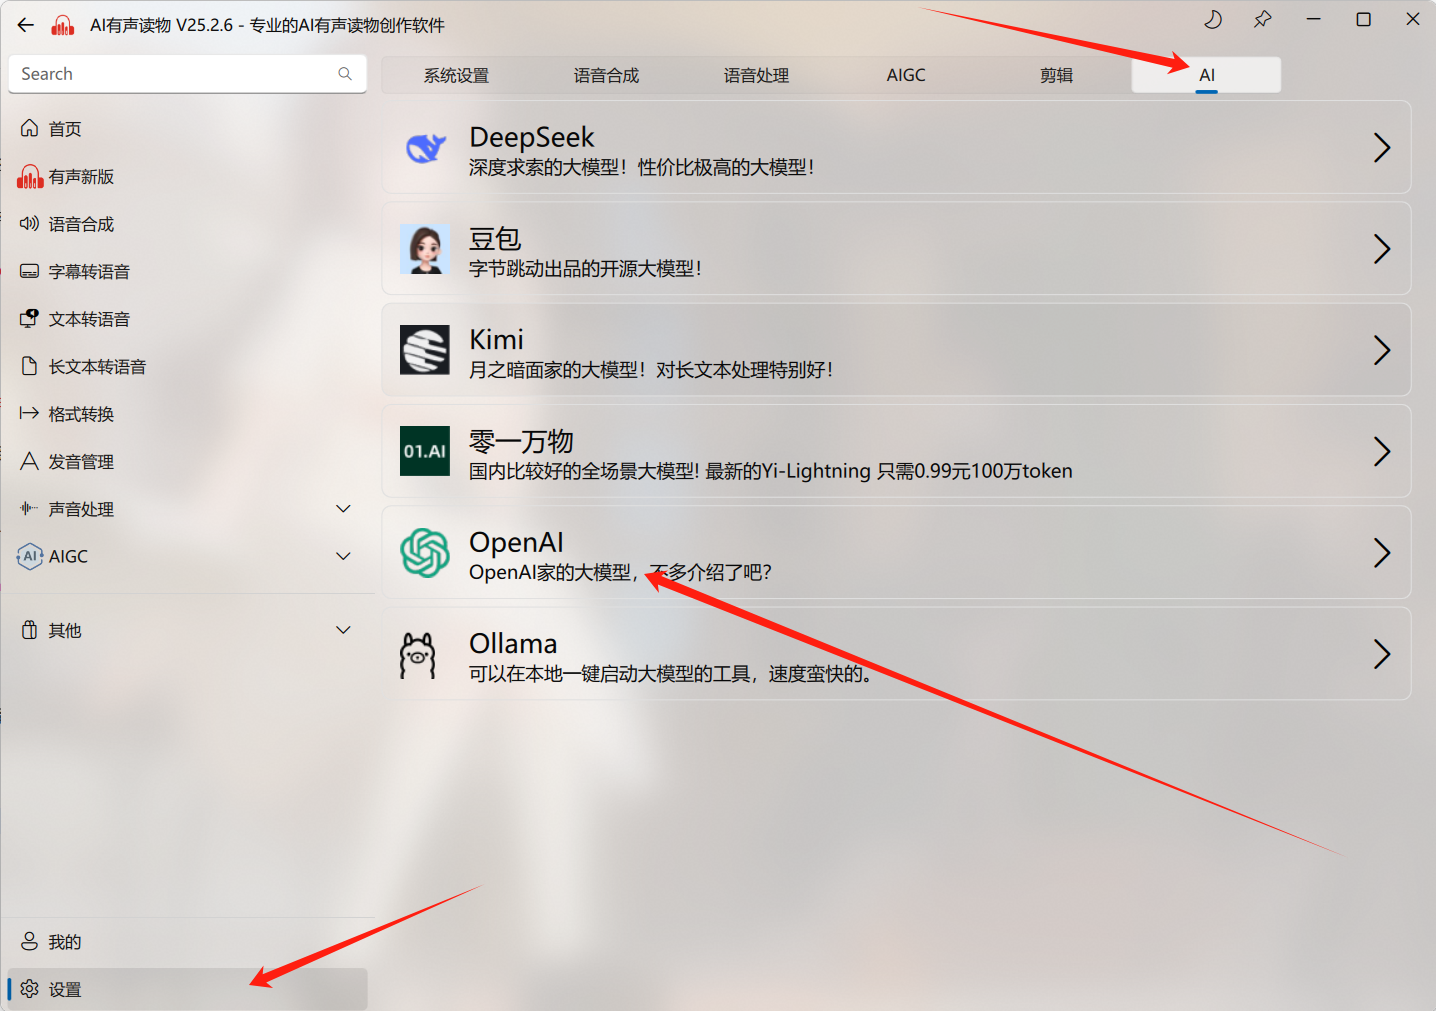 AI有声读物 V25.2.6 - 专业的AI有声读物创作软件
Search
首页
有声新版
语音合成
字幕转语音
文本转语音
长文本转语音
格式转换
发音管理
声音处理
AI AIGC
其他
我的
设置
系统设置 语音合成 语音处理 AIGC 剪辑 AI
DeepSeek
深度求索的大模型！性价比极高的大模型！
豆包
字节跳动出品的开源大模型！
Kimi
月之暗面家的大模型！对长文本处理特别好！
01.AI
零一万物
国内比较好的全场景大模型! 最新的Yi-Lightning 只需0.99元100万token
OpenAI
OpenAI家的大模型，不多介绍了吧？
Ollama
可以在本地一键启动大模型的工具，速度蛮快的。